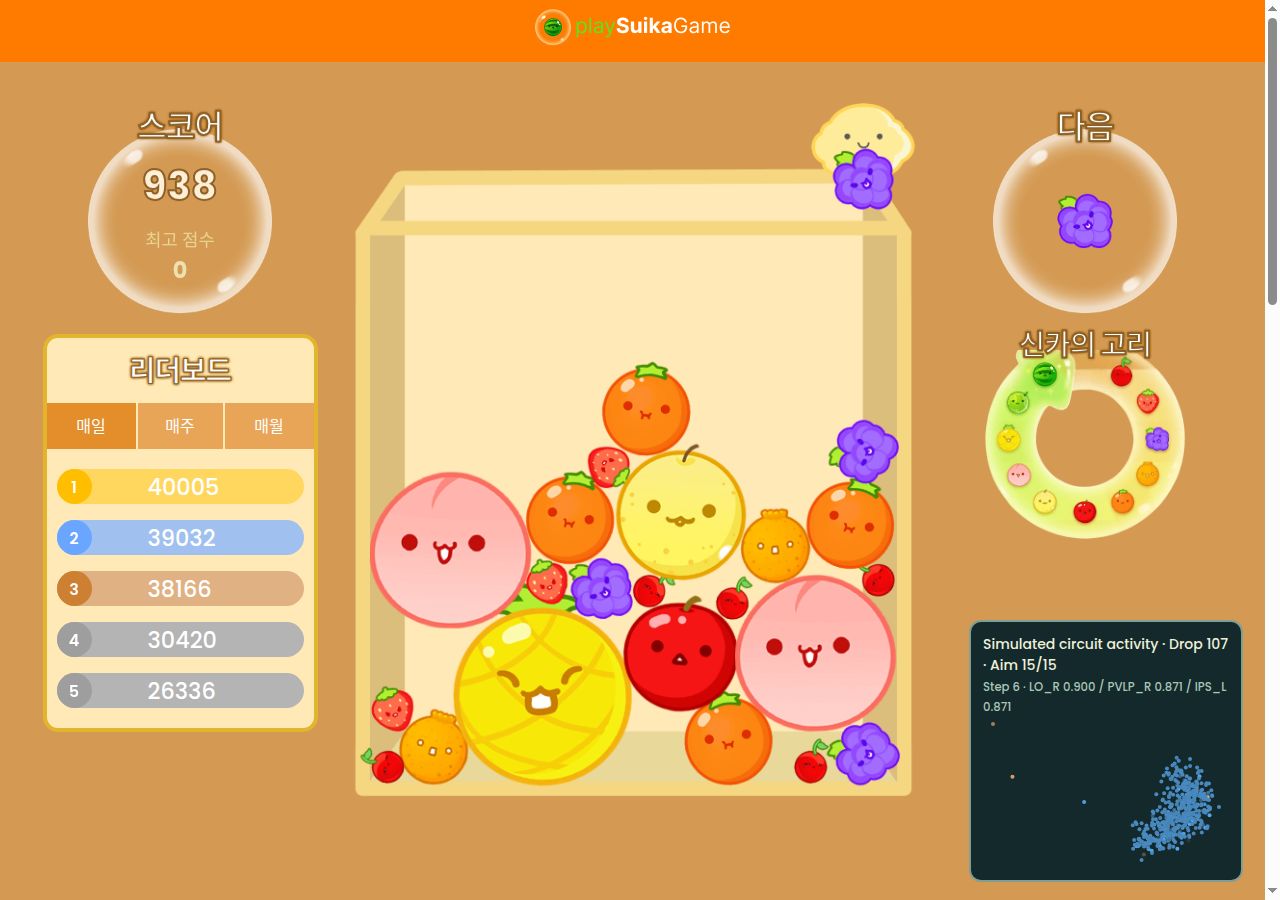 playSuikaGame
스코어
938
최고 점수
0
다음
신카의 고리
리더보드
매일 매주 매월
1 40005
2 39032
3 38166
4 30420
5 26336
Simulated circuit activity · Drop 107
· Aim 15/15
Step 6 · LO_R 0.900 / PVLP_R 0.871 / IPS_L
0.871